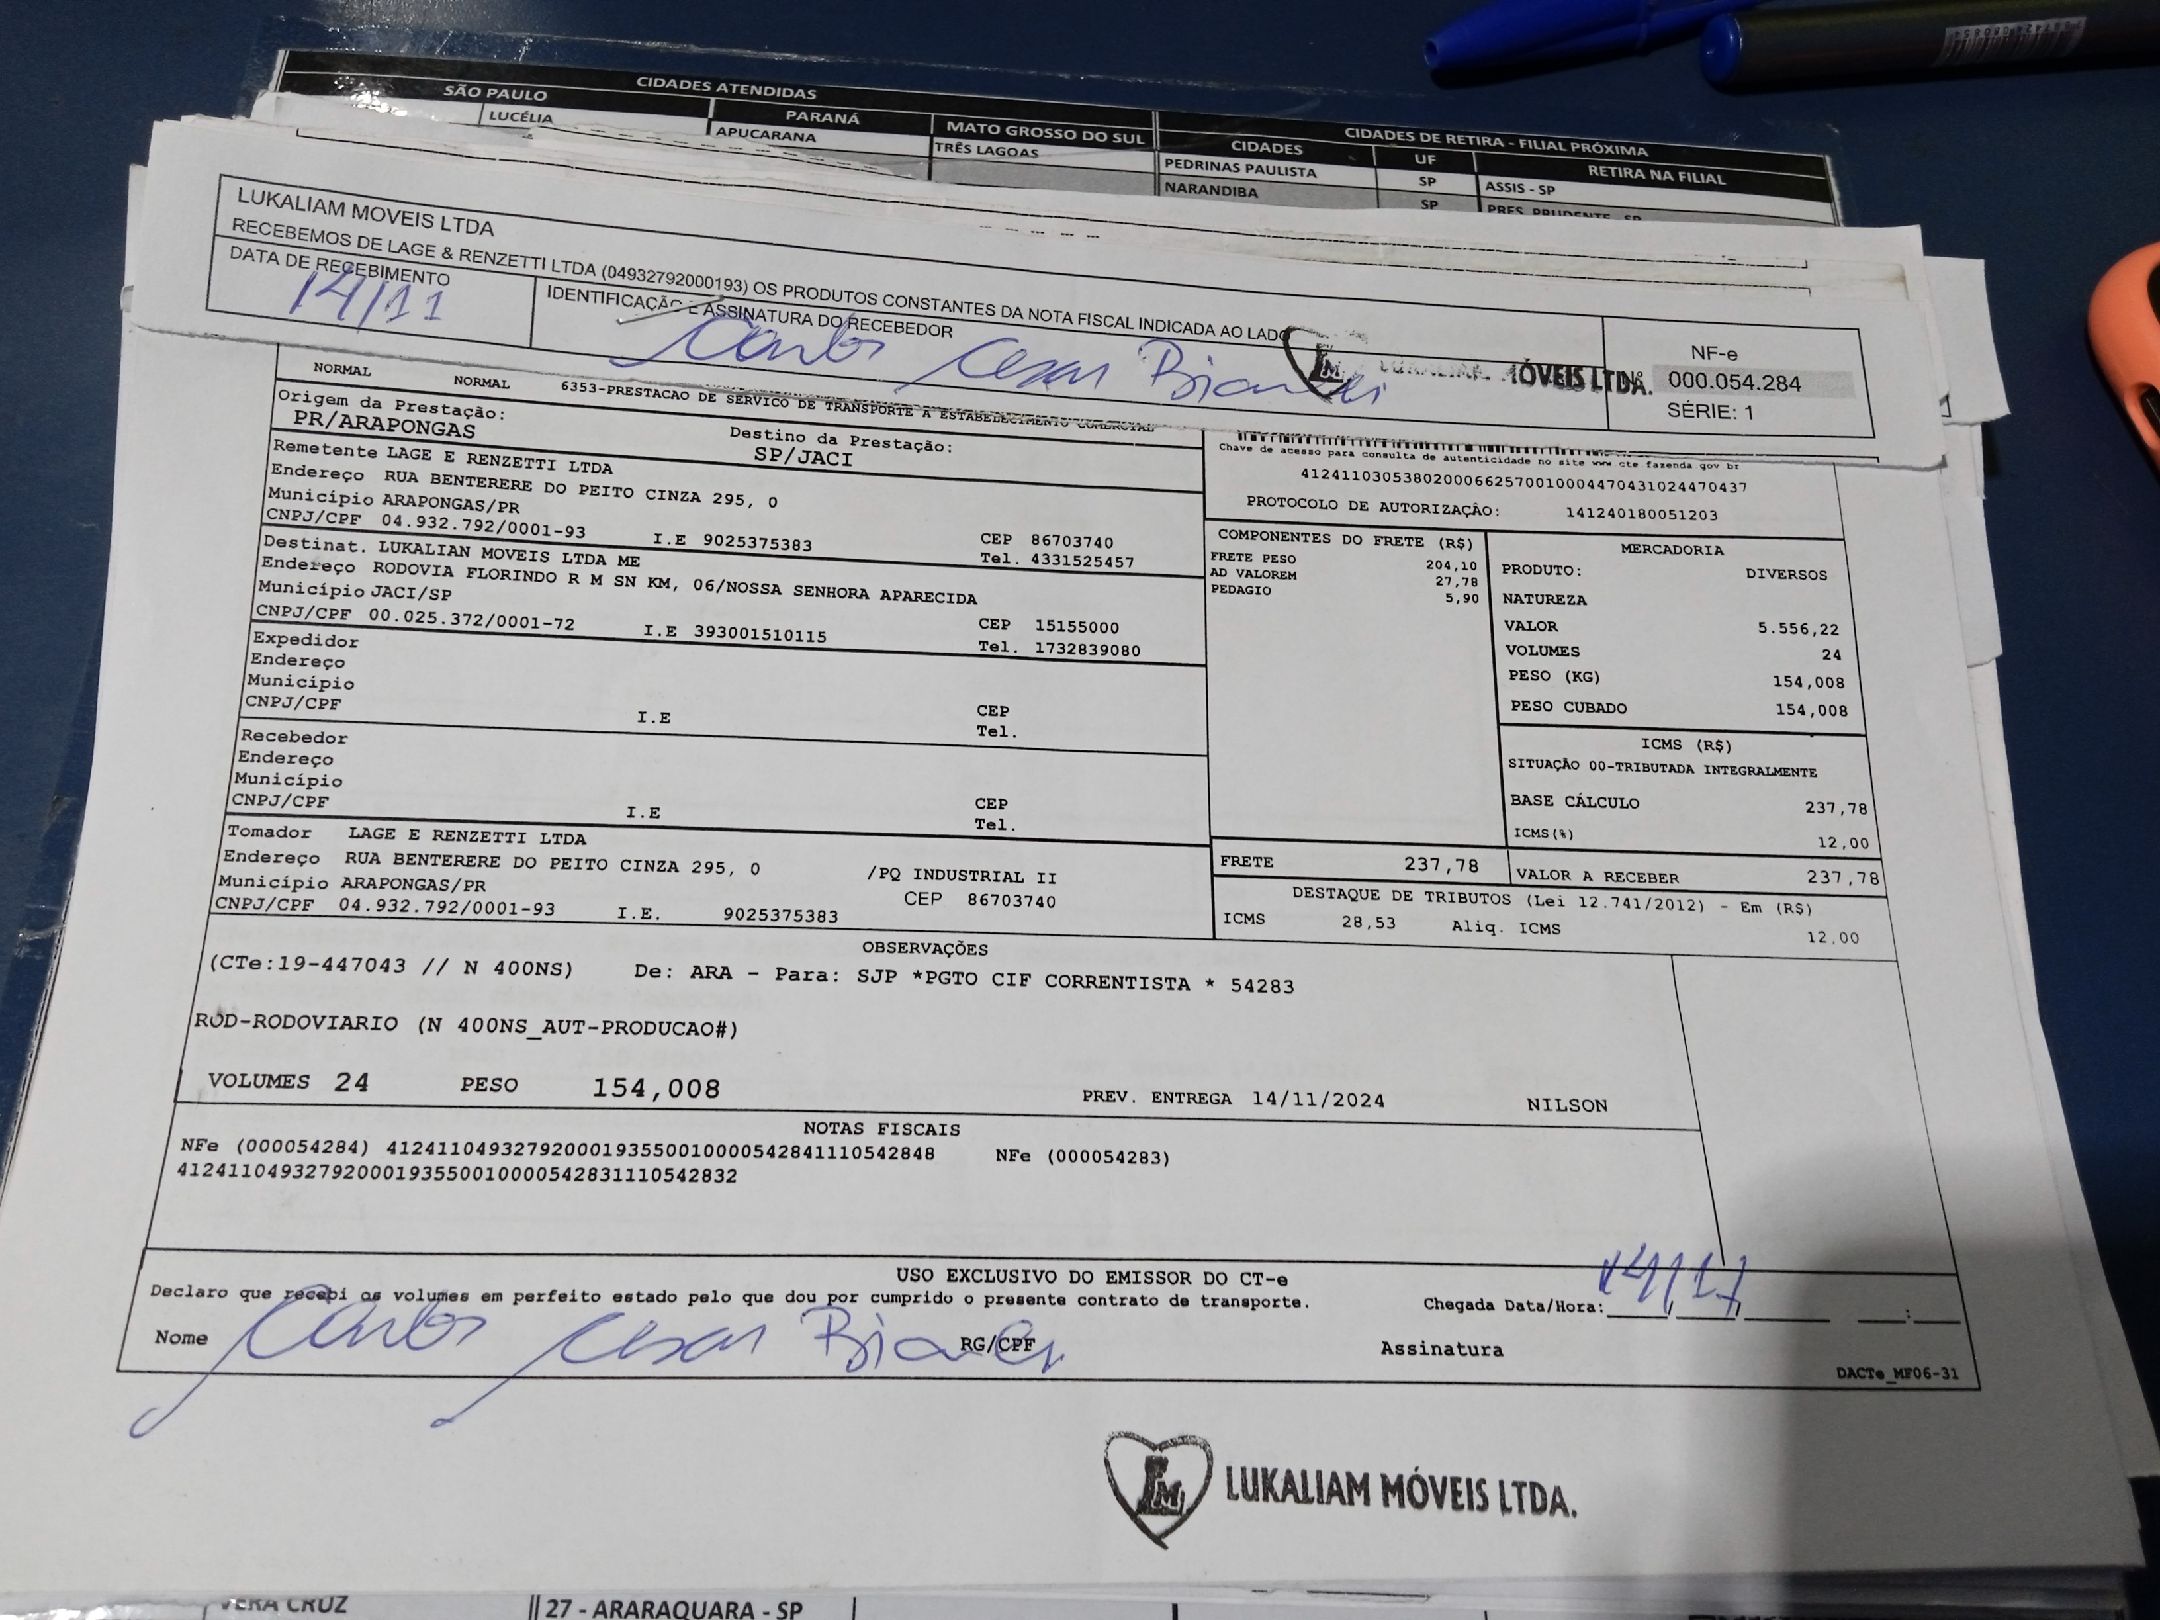 CIDADES ATENDIDAS
SÃO PAULO
PARANÁ
MATO GROSSO DO SUL
LUCÉLIA
APUCARANA
TRÊS LAGOAS
CIDADES DE RETIRA - FILIAL PRÓXIMA
CIDADES UF RETIRA NA FILIAL
PEDRINAS PAULISTA SP ASSIS - SP
NARANDIBA SP PRES. PRUDENTE - SP
LUKALIAM MOVEIS LTDA
RECEBEMOS DE LAGE & RENZETTI LTDA (04932792000193) OS PRODUTOS CONSTANTES DA NOTA FISCAL INDICADA AO LADO
DATA DE RECEBIMENTO
14/11
IDENTIFICAÇÃO E ASSINATURA DO RECEBEDOR
Carlos Cesar
LM LUKALIAM MÓVEIS LTDA.
NF-e
Nº 000.054.284
SÉRIE: 1
NORMAL NORMAL 6353-PRESTACAO DE SERVICO DE TRANSPORTE A ESTABELECIMENTO COMERCIAL
Origem da Prestação:
PR/ARAPONGAS
Destino da Prestação:
SP/JACI
Remetente LAGE E RENZETTI LTDA
Endereço RUA BENTERERE DO PEITO CINZA 295, 0
Município ARAPONGAS/PR CEP 86703740
CNPJ/CPF 04.932.792/0001-93 I.E 9025375383 Tel. 4331525457
Destinat. LUKALIAN MOVEIS LTDA ME
Endereço RODOVIA FLORINDO R M SN KM, 06/NOSSA SENHORA APARECIDA
Município JACI/SP CEP 15155000
CNPJ/CPF 00.025.372/0001-72 I.E 393001510115 Tel. 1732839080
Expedidor
Endereço
Município CEP
CNPJ/CPF I.E Tel.
Recebedor
Endereço
Município CEP
CNPJ/CPF I.E Tel.
Tomador LAGE E RENZETTI LTDA
Endereço RUA BENTERERE DO PEITO CINZA 295, 0 /PQ INDUSTRIAL II
Município ARAPONGAS/PR CEP 86703740
CNPJ/CPF 04.932.792/0001-93 I.E. 9025375383
Chave de acesso para consulta de autenticidade no site www cte fazenda gov br
41241103053802000662570010004470431024470437
PROTOCOLO DE AUTORIZAÇÃO: 141240180051203
COMPONENTES DO FRETE (R$)
FRETE PESO 204,10
AD VALOREM 27,78
PEDAGIO 5,90
MERCADORIA
PRODUTO: DIVERSOS
NATUREZA
VALOR 5.556,22
VOLUMES 24
PESO (KG) 154,008
PESO CUBADO 154,008
ICMS (R$)
SITUAÇÃO 00-TRIBUTADA INTEGRALMENTE
BASE CÁLCULO 237,78
ICMS(%) 12,00
FRETE 237,78 VALOR A RECEBER 237,78
DESTAQUE DE TRIBUTOS (Lei 12.741/2012) - Em (R$)
ICMS 28,53 Aliq. ICMS 12,00
OBSERVAÇÕES
(CTe:19-447043 // N 400NS) De: ARA - Para: SJP *PGTO CIF CORRENTISTA * 54283
ROD-RODOVIARIO (N 400NS_AUT-PRODUCAO#)
VOLUMES 24 PESO 154,008 PREV. ENTREGA 14/11/2024 NILSON
NOTAS FISCAIS
NFe (000054284) 41241104932792000193550010000542841110542848 NFe (000054283)
41241104932792000193550010000542831110542832
USO EXCLUSIVO DO EMISSOR DO CT-e
Declaro que recebi os volumes em perfeito estado pelo que dou por cumprido o presente contrato de transporte. Chegada Data/Hora: 14/11
Nome Carlos Cesar RG/CPF Assinatura
DACTe_MF06-31
LM LUKALIAM MÓVEIS LTDA.
VERA CRUZ 27 - ARARAQUARA - SP